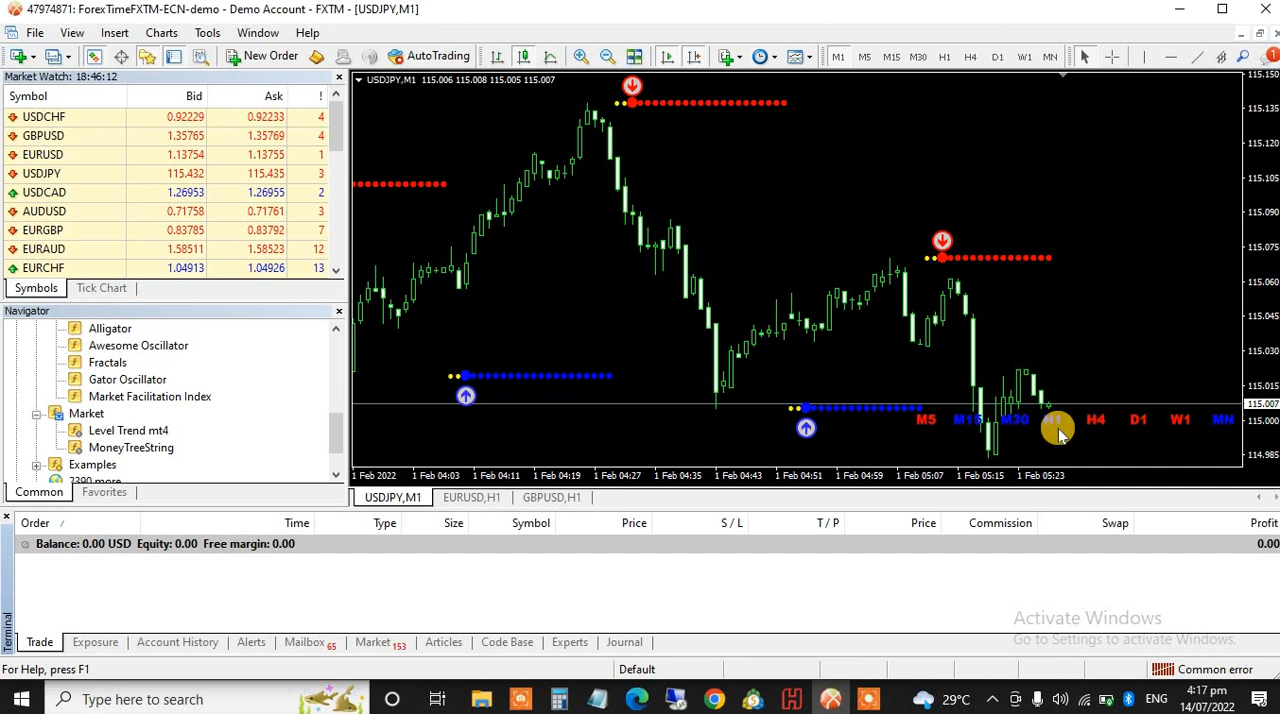 47974871: ForexTimeFXTM-ECN-demo - Demo Account - FXTM - [USDJPY,M1]
File View Insert Charts Tools Window Help
New Order AutoTrading M1 M5 M15 M30 H1 H4 D1 W1 MN 1
Market Watch: 18:46:12
Symbol Bid Ask !
USDCHF 0.92229 0.92233 4
GBPUSD 1.35765 1.35769 4
EURUSD 1.13754 1.13755 1
USDJPY 115.432 115.435 3
USDCAD 1.26953 1.26955 2
AUDUSD 0.71758 0.71761 3
EURGBP 0.83785 0.83792 7
EURAUD 1.58511 1.58523 12
EURCHF 1.04913 1.04926 13
Symbols Tick Chart
Navigator
Alligator
Awesome Oscillator
Fractals
Gator Oscillator
Market Facilitation Index
Market
Level Trend mt4
MoneyTreeString
Examples
2390 more
Common Favorites
USDJPY,M1 115.006 115.008 115.005 115.007
115.150
115.135
115.120
115.105
115.090
115.075
115.060
115.045
115.030
115.015
115.007
115.000
114.985
M5 M15 M30 H1 H4 D1 W1 MN
1 Feb 2022 1 Feb 04:03 1 Feb 04:11 1 Feb 04:19 1 Feb 04:27 1 Feb 04:35 1 Feb 04:43 1 Feb 04:51 1 Feb 04:59 1 Feb 05:07 1 Feb 05:15 1 Feb 05:23
USDJPY,M1 EURUSD,H1 GBPUSD,H1
Order Time Type Size Symbol Price S / L T / P Price Commission Swap Profit
Balance: 0.00 USD Equity: 0.00 Free margin: 0.00 0.00
Terminal
Activate Windows
Go to Settings to activate Windows.
Trade Exposure Account History Alerts Mailbox 65 Market 153 Articles Code Base Experts Journal
For Help, press F1 Default Common error
Type here to search 29°C ENG 4:17 pm
14/07/2022